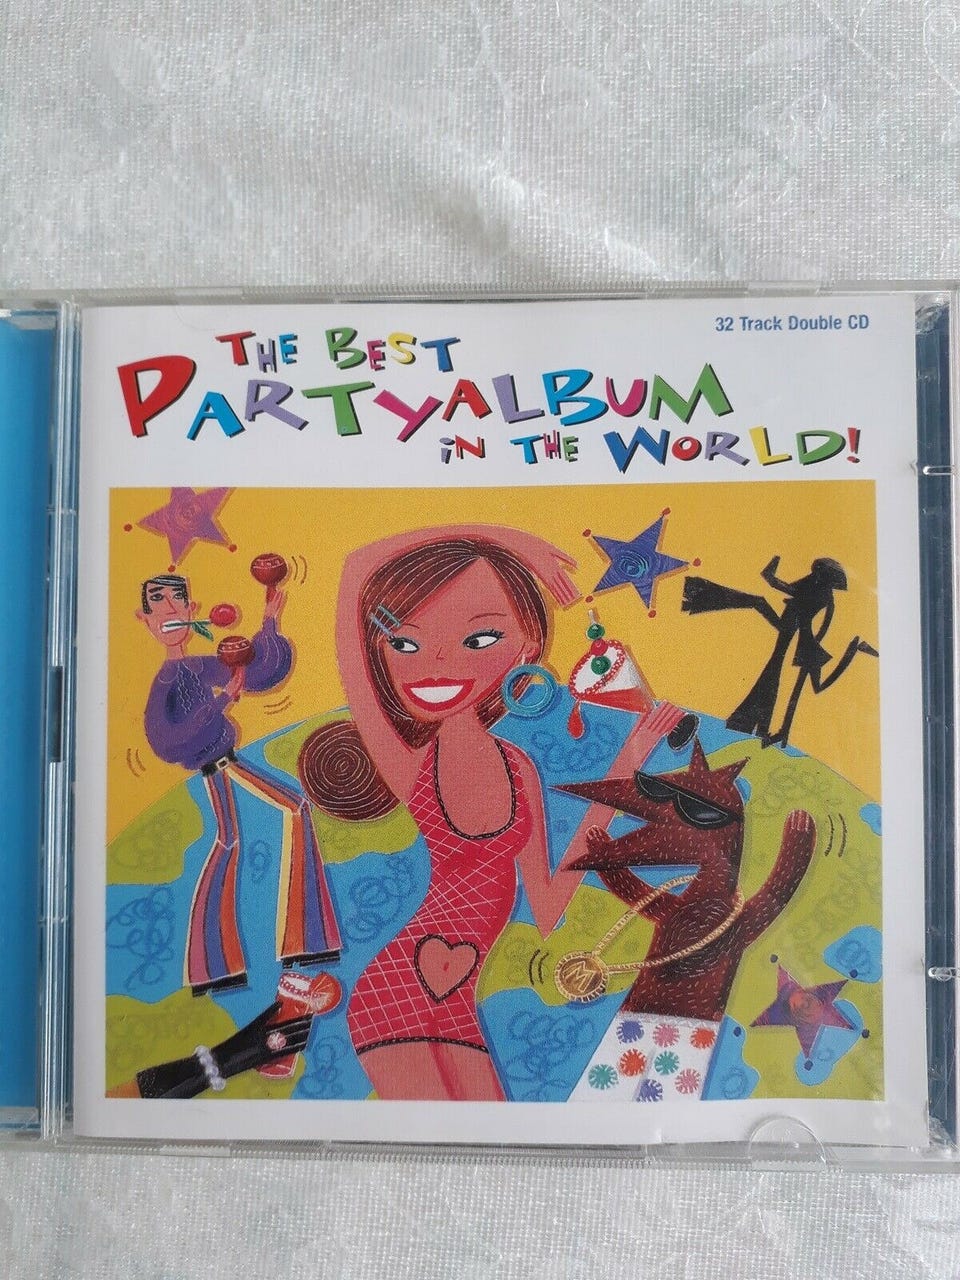 32 Track Double CD
THE BEST
PARTYALBUM
iN THE WORLD!
M